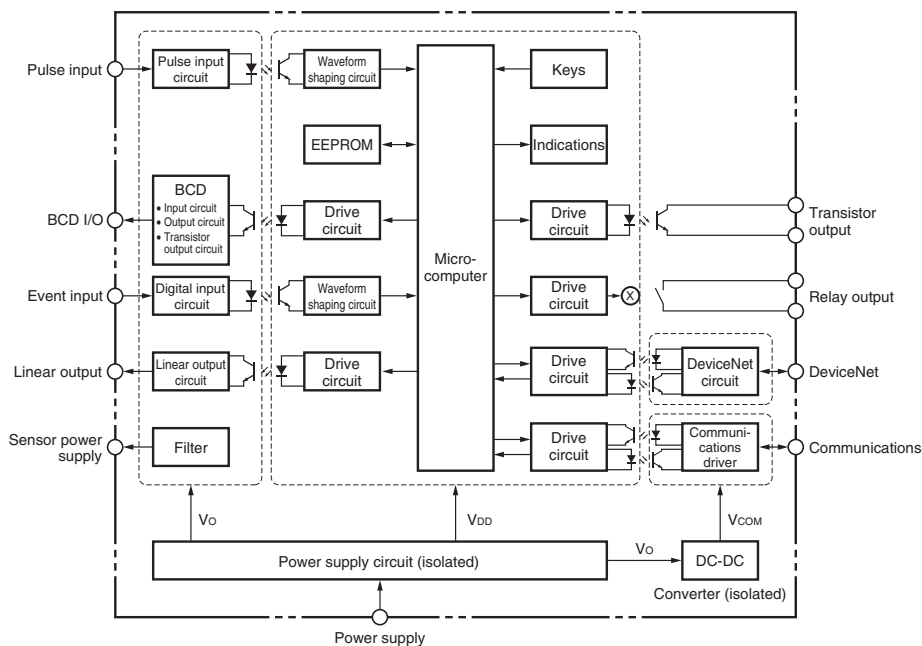 Pulse input
Pulse input
circuit
Waveform
shaping circuit
Keys
EEPROM
Indications
BCD I/O
BCD
• Input circuit
• Output circuit
• Transistor
output circuit
Drive
circuit
Micro-
computer
Drive
circuit
Transistor
output
Event input
Digital input
circuit
Waveform
shaping circuit
Drive
circuit
X
Relay output
Linear output
Linear output
circuit
Drive
circuit
Drive
circuit
DeviceNet
circuit
DeviceNet
Sensor power
supply
Filter
Drive
circuit
Communi-
cations
driver
Communications
VO
VDD
VCOM
Power supply circuit (isolated)
VO
DC-DC
Converter (isolated)
Power supply